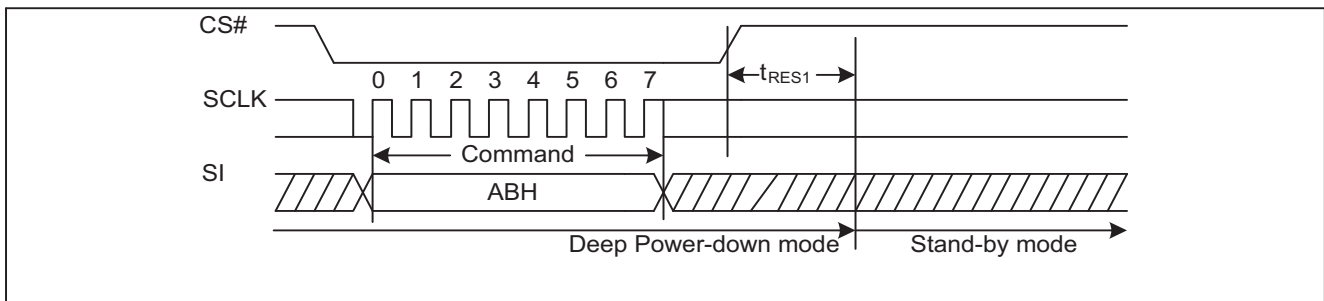 CS#
tRES1
0 1 2 3 4 5 6 7
SCLK
Command
SI
ABH
Deep Power-down mode Stand-by mode